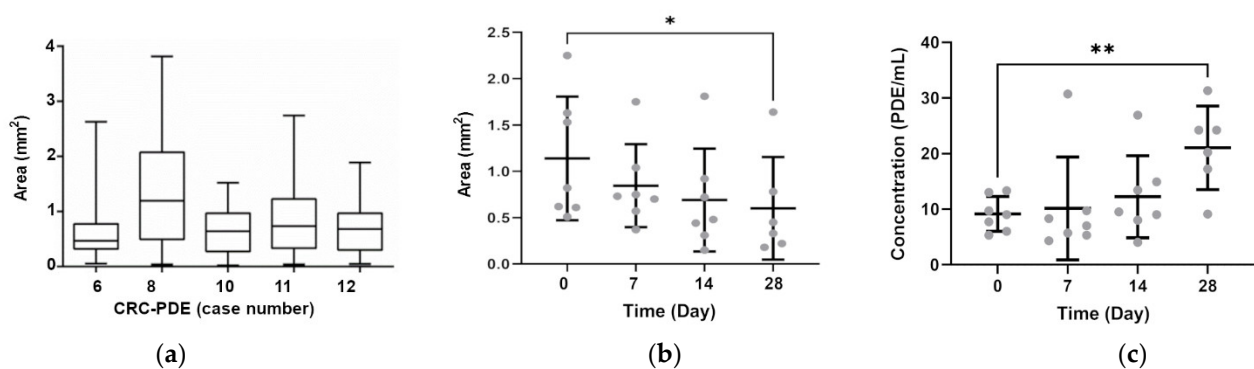 4
3
2
1
0
Area (mm²)
6 8 10 11 12
CRC-PDE (case number)
(a)
*
2.5
2.0
1.5
1.0
0.5
0.0
Area (mm²)
0 7 14 28
Time (Day)
(b)
**
40
30
20
10
0
Concentration (PDE/mL)
0 7 14 28
Time (Day)
(c)